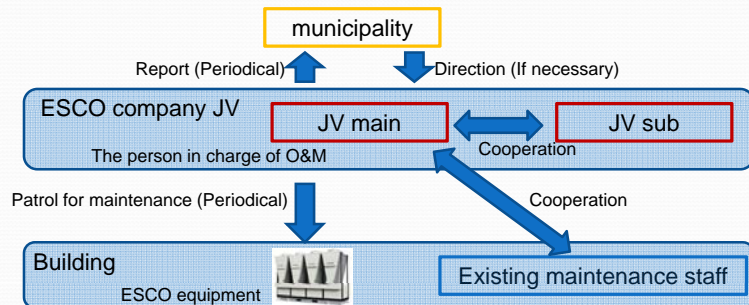 municipality
Report (Periodical)
Direction (If necessary)
ESCO company JV
JV main
JV sub
Cooperation
The person in charge of O&M
Patrol for maintenance (Periodical)
Cooperation
Building
Existing maintenance staff
ESCO equipment